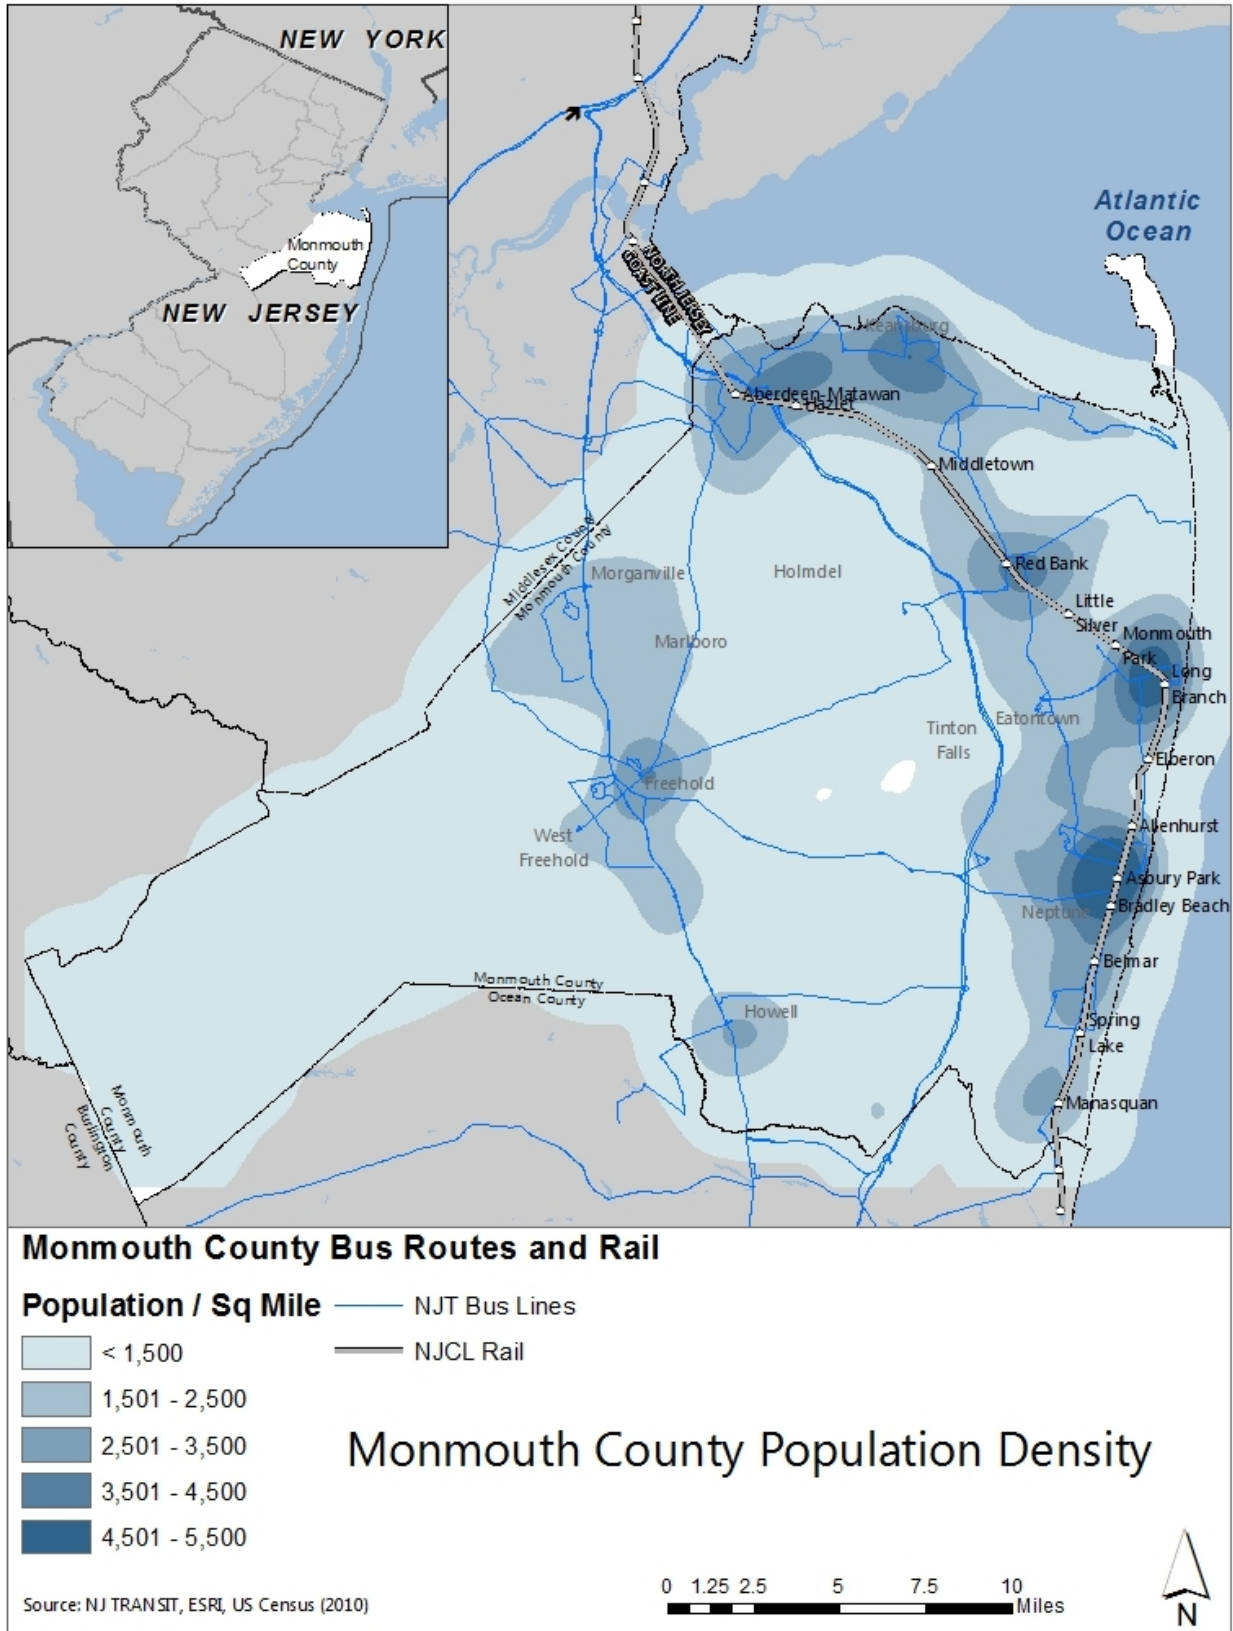 NEW YORK
Monmouth
County
NEW JERSEY
Atlantic
Ocean
NORTH JERSEY
COAST LINE
Keansburg
Aberdeen-Matawan
Hazlet
Middletown
Middlesex County
Monmouth County
Morganville
Holmdel
Red Bank
Little
Silver
Marlboro
Monmouth
Park
Long
Branch
Tinton
Falls
Eatontown
Elberon
Freehold
West
Freehold
Allenhurst
Asbury Park
Bradley Beach
Neptune
Belmar
Monmouth County
Ocean County
Howell
Spring
Lake
Manasquan
Monmouth
County
Burlington
County
Monmouth County Bus Routes and Rail
Population / Sq Mile
NJT Bus Lines
NJCL Rail
< 1,500
1,501 - 2,500
2,501 - 3,500
3,501 - 4,500
4,501 - 5,500
Monmouth County Population Density
Source: NJ TRANSIT, ESRI, US Census (2010)
0 1.25 2.5 5 7.5 10
Miles
N